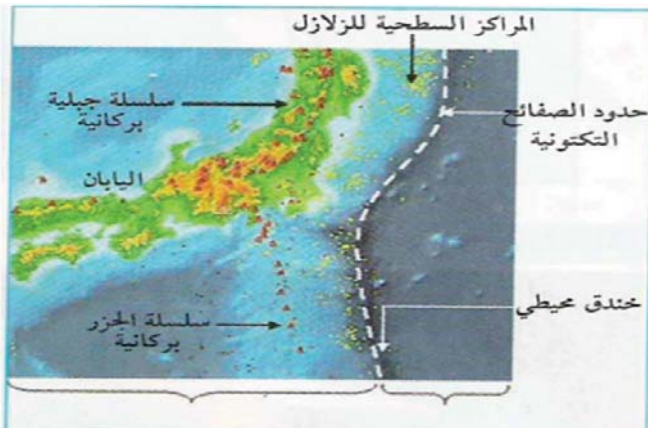 المراكز السطحية للزلازل
سلسلة جبلية
بركانية
حدود الصفائح
التكتونية
اليابان
خندق محيطي
سلسلة الجزر
بركانية